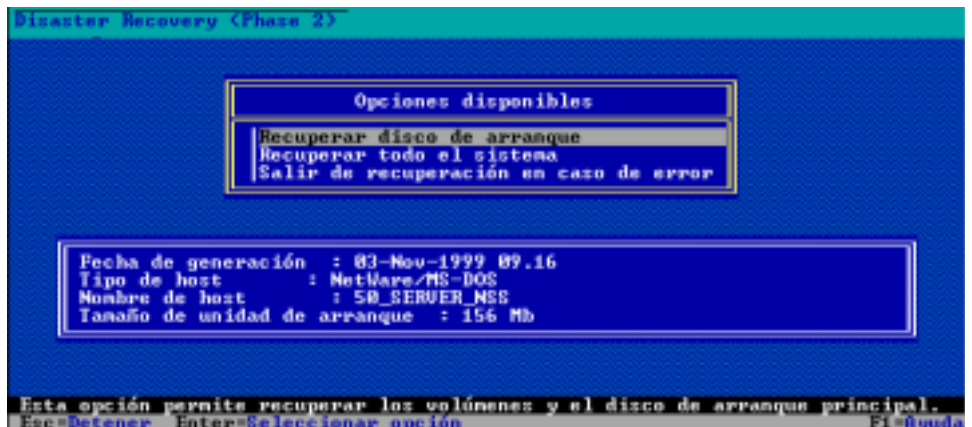 Disaster Recovery (Phase 2)
Opciones disponibles
Recuperar disco de arranque
Recuperar todo el sistema
Salir de recuperación en caso de error
Fecha de generación : 03-Nov-1999 09.16
Tipo de host : NetWare/MS-DOS
Nombre de host : 50_SERVER_NSS
Tamaño de unidad de arranque : 156 Mb
Esta opción permite recuperar los volúmenes y el disco de arranque principal.
Esc=Detener Enter=Seleccionar opción F1=Ayuda